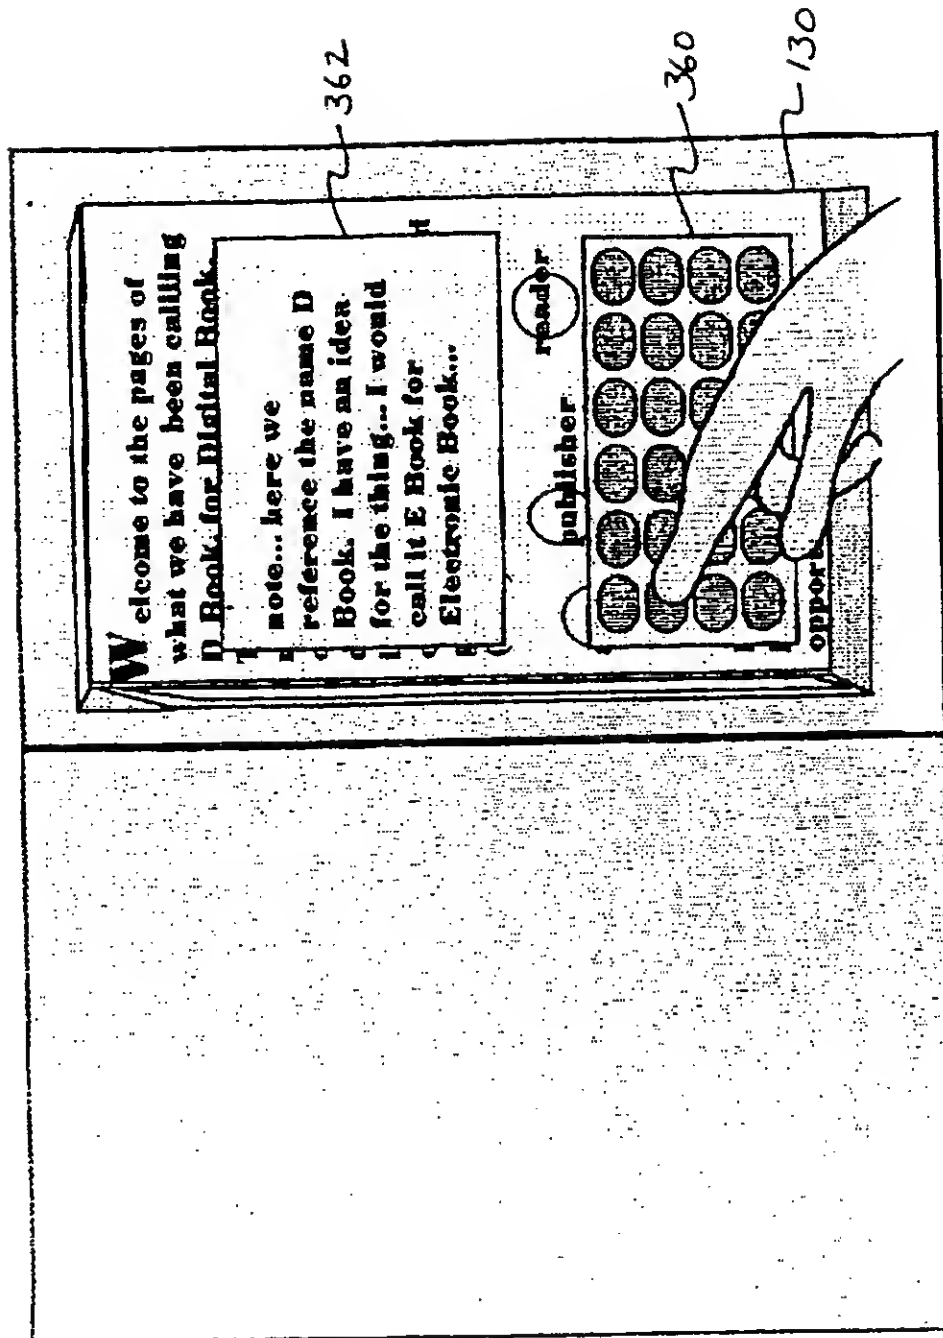 Welcome to the pages of
what we have been calliling
D Book, for Digital Book.
note... here we
reference the name D
Book. I have an idea
for the thing... I would
call it E Book for
Electronic Book...
publisher
reader
opport
362
360
130